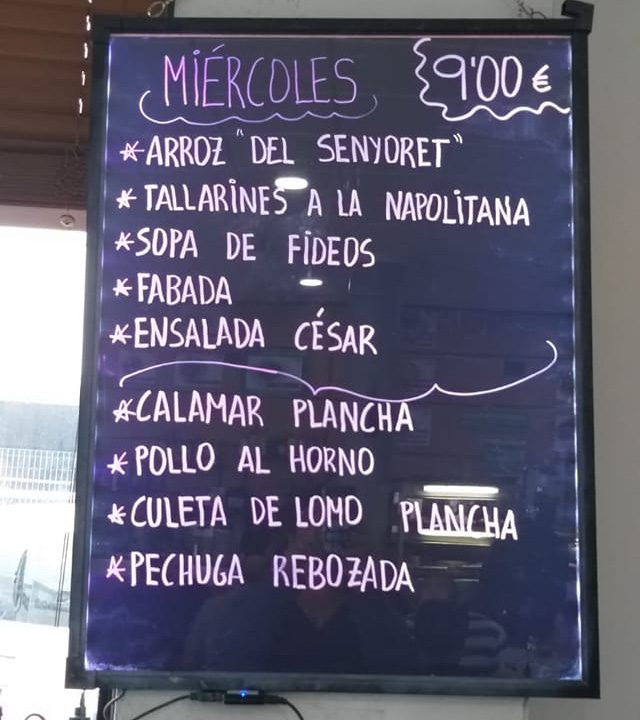 MIÉRCOLES 9'00 €
*ARROZ "DEL SENYORET"
*TALLARINES A LA NAPOLITANA
*SOPA DE FIDEOS
*FABADA
*ENSALADA CÉSAR
*CALAMAR PLANCHA
*POLLO AL HORNO
*CULETA DE LOMO PLANCHA
*PECHUGA REBOZADA